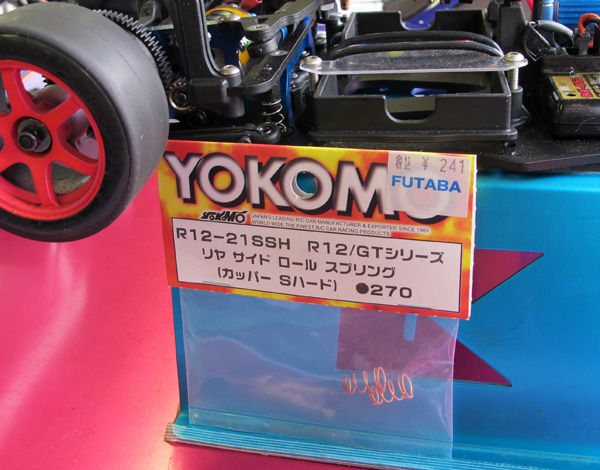 税込 ¥ 241
FUTABA
YOKOMO
YOKOMO JAPAN'S LEADING R/C CAR MANUFACTURER & EXPORTER SINCE 1965
WORLD WIDE THE FINEST R/C CAR RACING PRODUCTS
R12-21SSH R12/GTシリーズ
リヤ サイド ロール スプリング
(カッパー Sハード) ●270